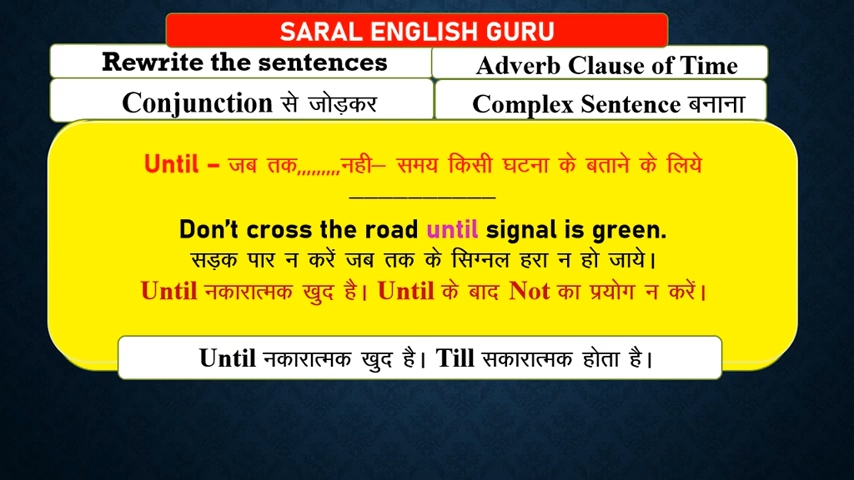 SARAL ENGLISH GURU
Rewrite the sentences
Adverb Clause of Time
Conjunction से जोड़कर
Complex Sentence बनाना
Until – जब तक,,,,,,,,,नही– समय किसी घटना के बताने के लिये
___________
Don't cross the road until signal is green.
सड़क पार न करें जब तक के सिग्नल हरा न हो जाये।
Until नकारात्मक खुद है। Until के बाद Not का प्रयोग न करें।
Until नकारात्मक खुद है। Till सकारात्मक होता है।